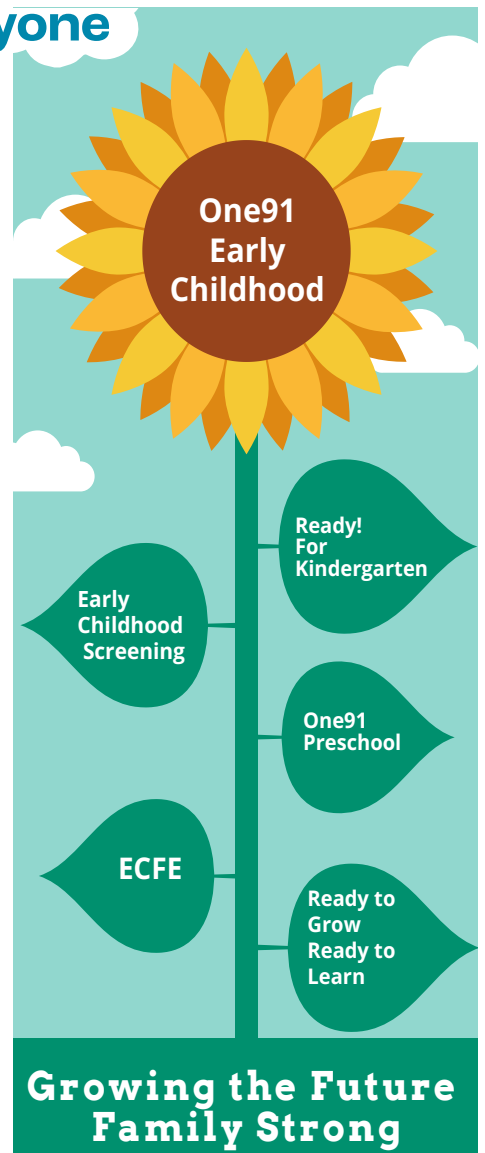 yone
One91
Early
Childhood
Ready!
For
Kindergarten
Early
Childhood
Screening
One91
Preschool
ECFE
Ready to
Grow
Ready to
Learn
Growing the Future
Family Strong